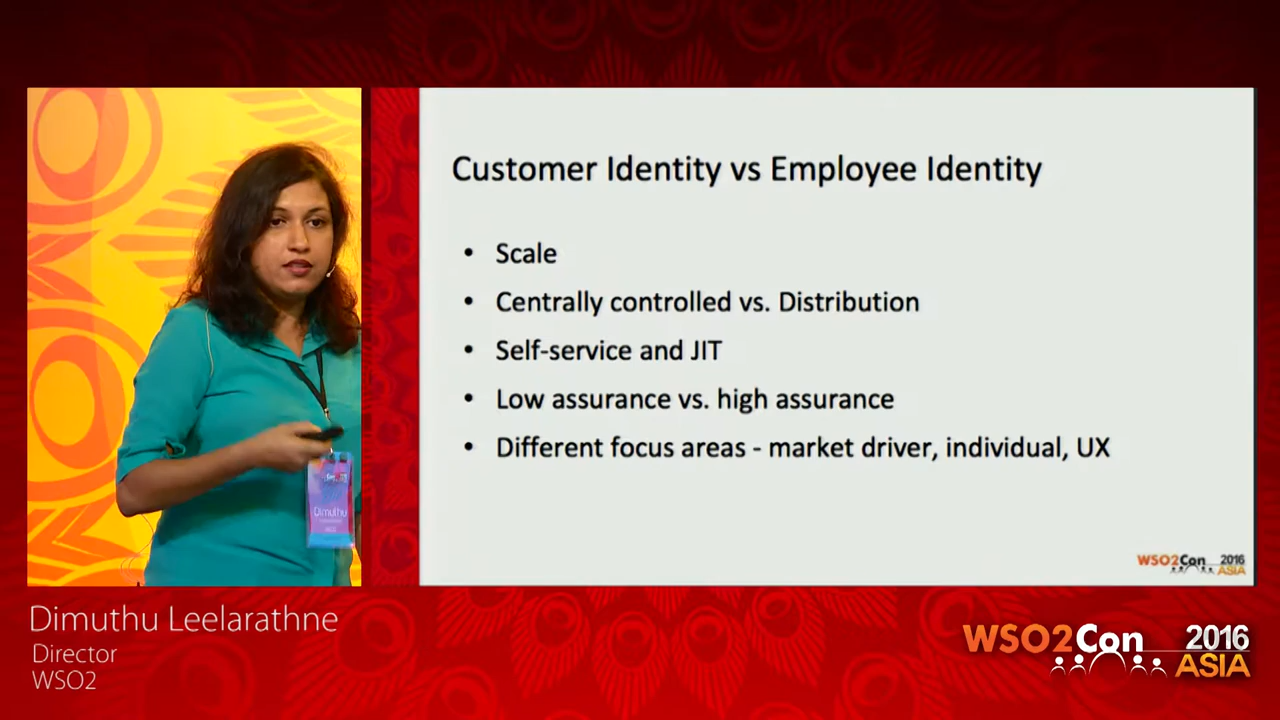 Customer Identity vs Employee Identity
• Scale
• Centrally controlled vs. Distribution
• Self-service and JIT
• Low assurance vs. high assurance
• Different focus areas - market driver, individual, UX
WSO2Con 2016
ASIA
Dimuthu
Dimuthu Leelarathne
Director
WSO2
WSO2Con 2016
ASIA